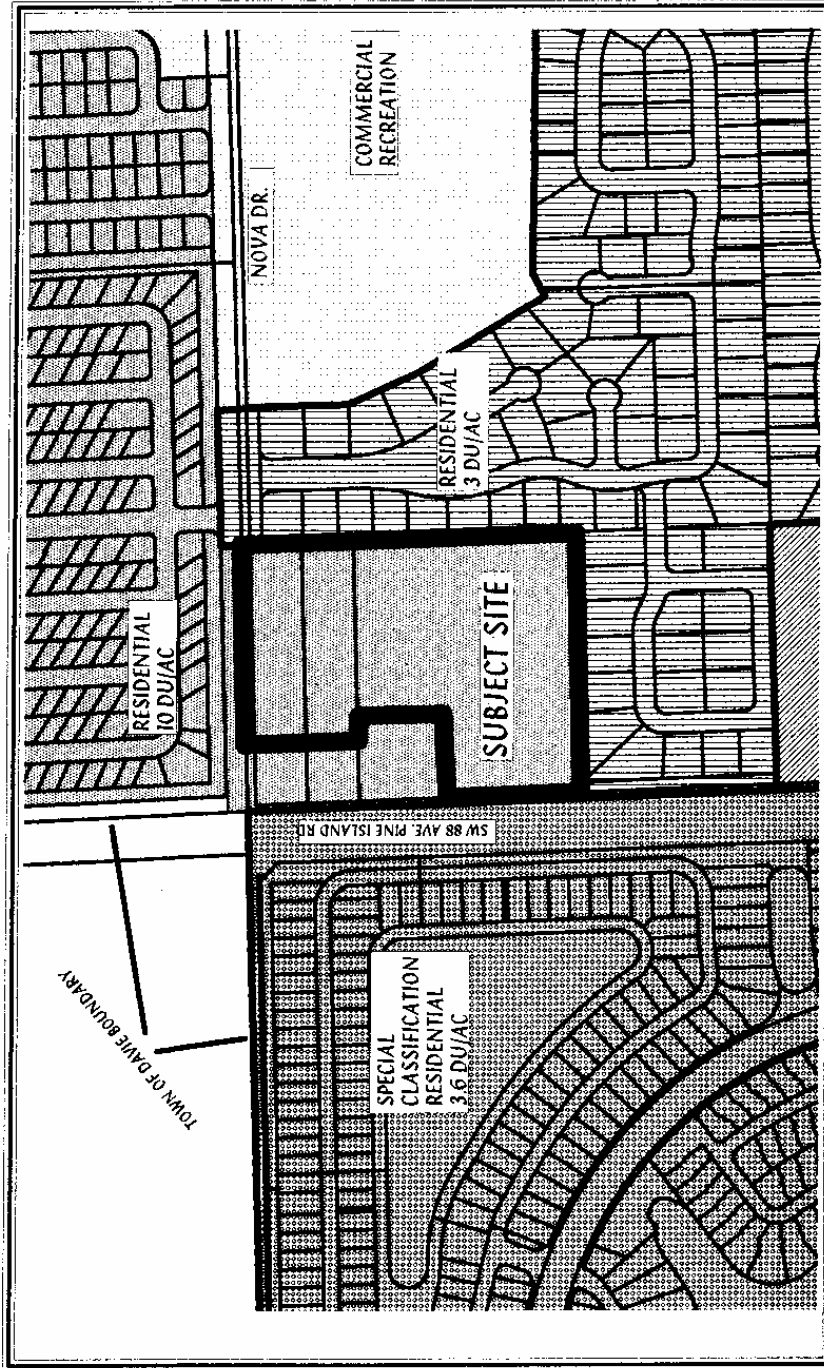 TOWN OF DAVIE BOUNDARY
RESIDENTIAL
10 DU/AC
NOVA DR.
COMMERCIAL
RECREATION
SPECIAL
CLASSIFICATION
RESIDENTIAL
3.6 DU/AC
SW 88 AVE. PINE ISLAND RD
SUBJECT SITE
RESIDENTIAL
3 DU/AC